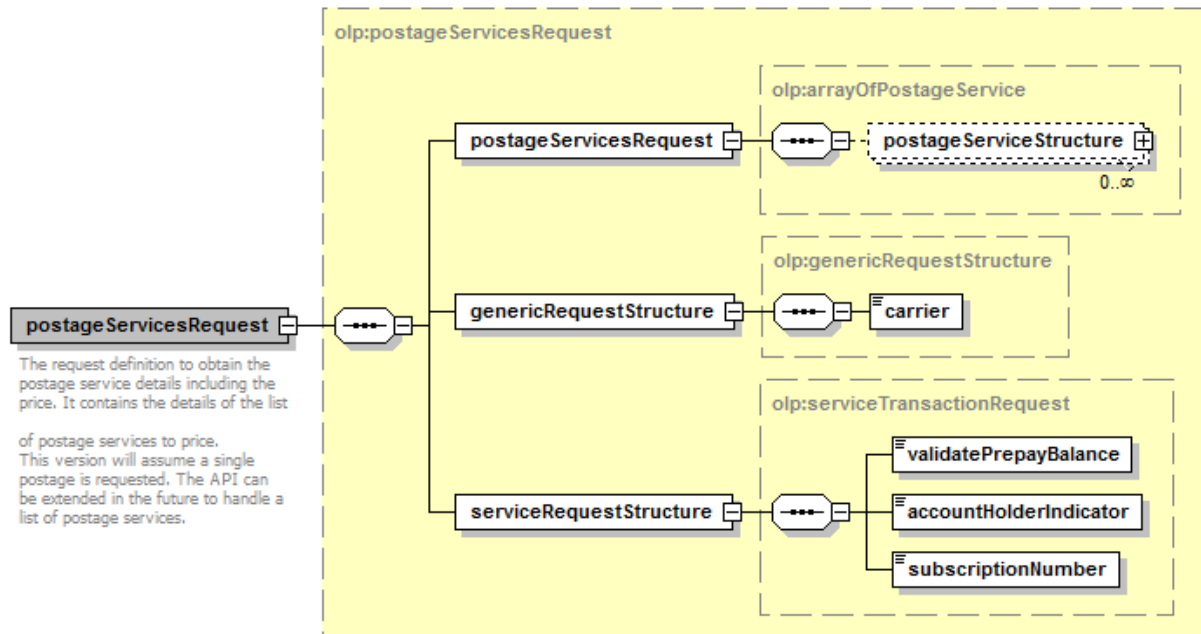 olp:postageServicesRequest
olp:arrayOfPostageService
postageServicesRequest
postageServiceStructure
0..∞
olp:genericRequestStructure
genericRequestStructure
carrier
postageServicesRequest
The request definition to obtain the
postage service details including the
price. It contains the details of the list
of postage services to price.
This version will assume a single
postage is requested. The API can
be extended in the future to handle a
list of postage services.
olp:serviceTransactionRequest
validatePrepayBalance
serviceRequestStructure
accountHolderIndicator
subscriptionNumber